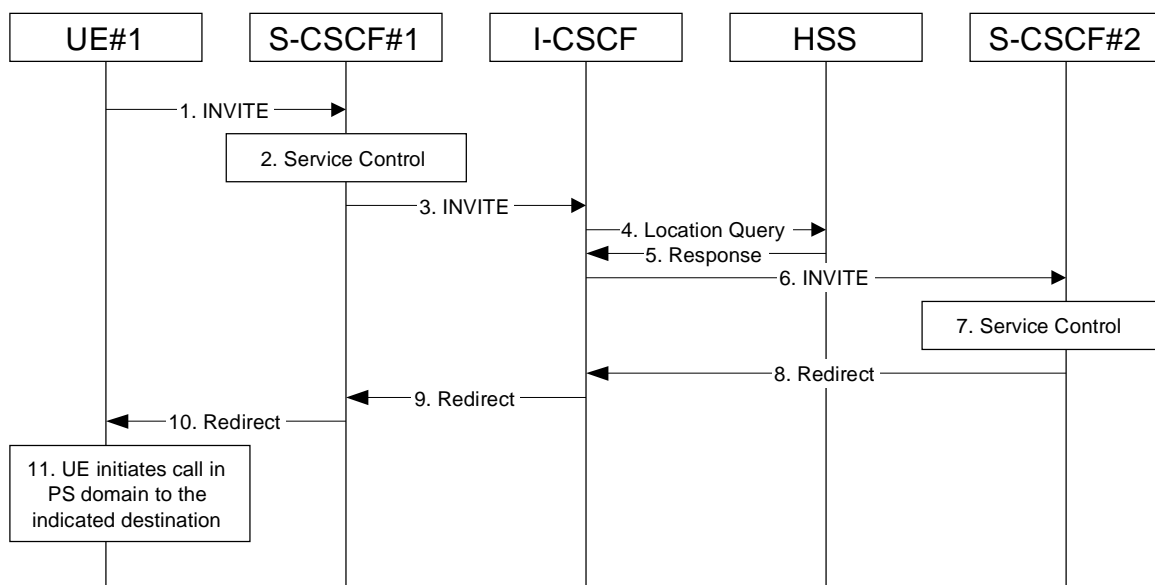 UE#1
S-CSCF#1
I-CSCF
HSS
S-CSCF#2
1. INVITE
2. Service Control
3. INVITE
4. Location Query
5. Response
6. INVITE
7. Service Control
8. Redirect
9. Redirect
10. Redirect
11. UE initiates call in
PS domain to the
indicated destination